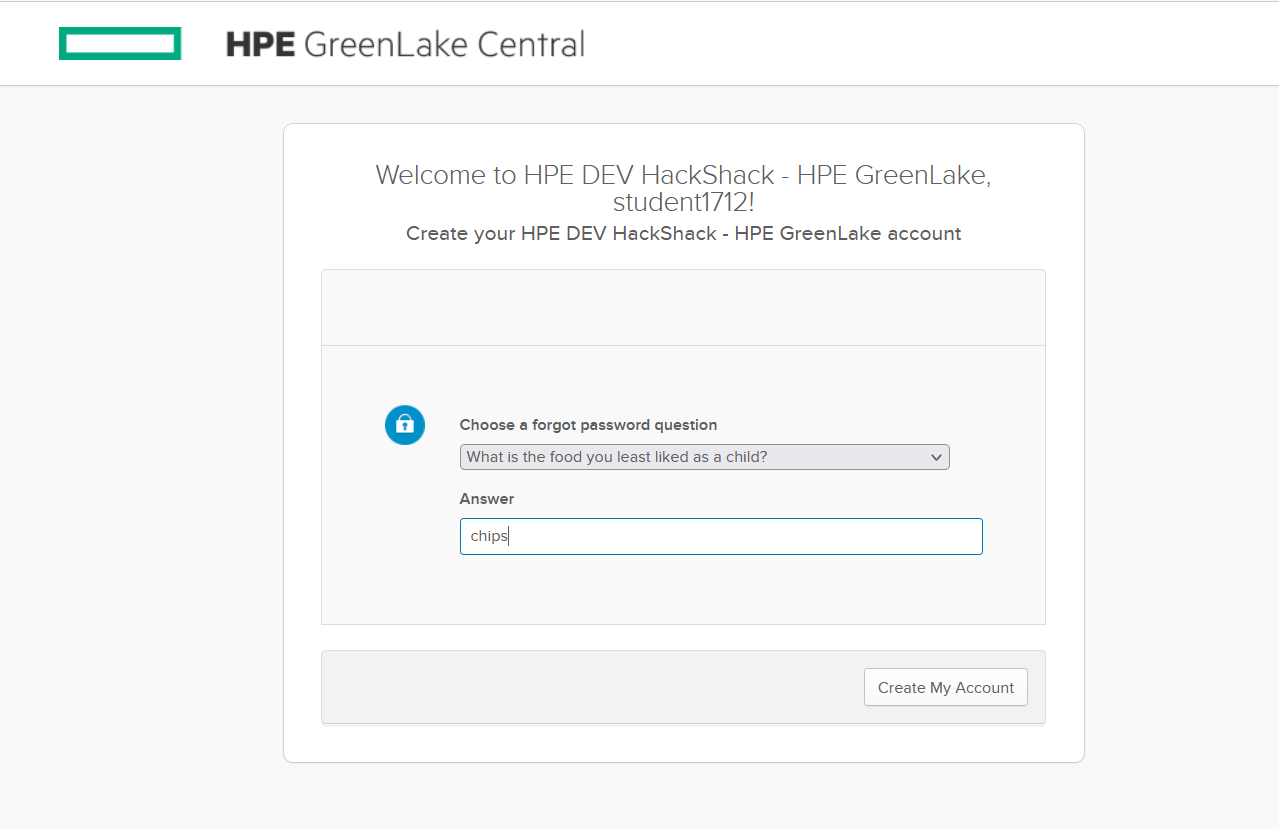 HPE GreenLake Central
Welcome to HPE DEV HackShack - HPE GreenLake,
student1712!
Create your HPE DEV HackShack - HPE GreenLake account
Choose a forgot password question
What is the food you least liked as a child?
Answer
chips
Create My Account